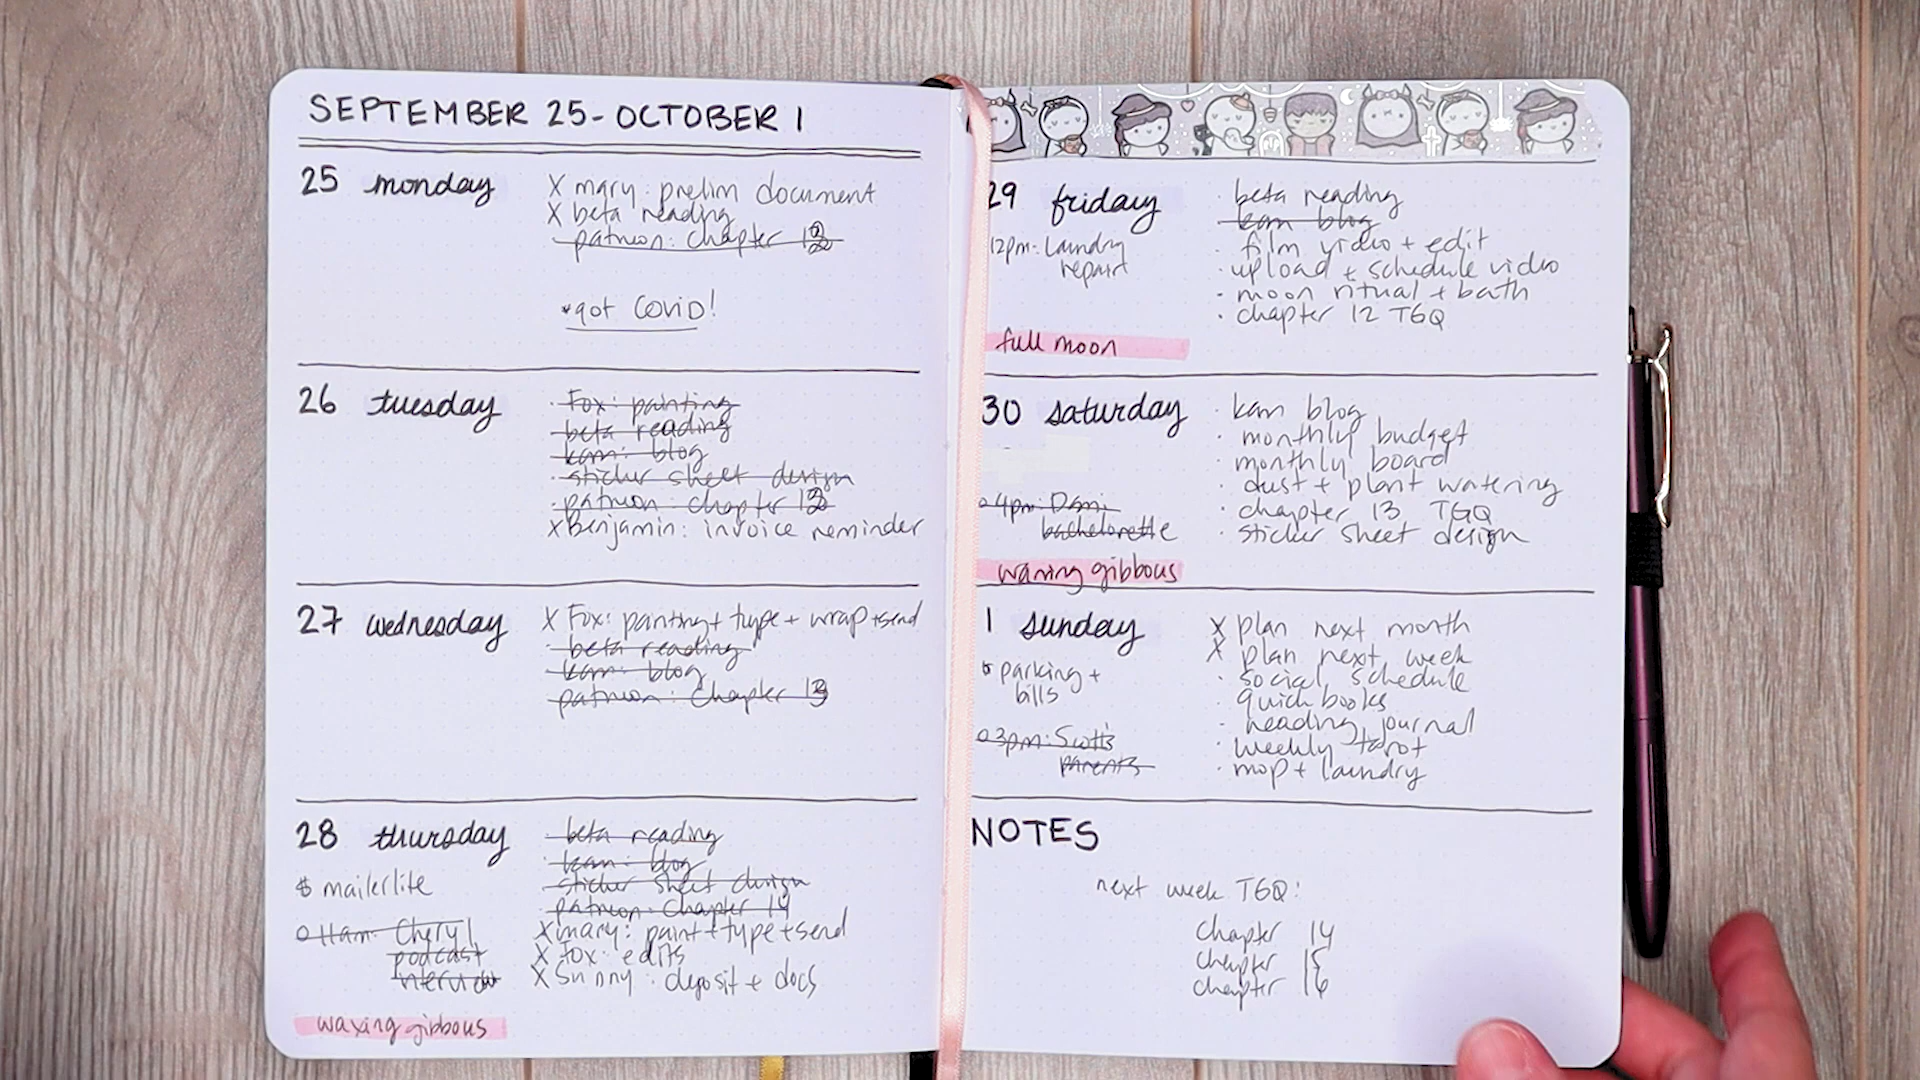 SEPTEMBER 25-OCTOBER 1
25 monday
X mary: prelim document
X beta reading
· patreon: chapter
*got COVID!
26 tuesday
· Fox: painting
· beta reading
· kam: blog
· sticker sheet design
· patreon: chapter
X Benjamin: invoice reminder
27 wednesday
X Fox: painting + type + wrap + send
· beta reading
· kam: blog
· patreon: chapter 13
28 thursday
$ mailerlite
o 11am: Cheryl
podcast
interview
waxing gibbous
· beta reading
· kam: blog
· sticker sheet design
· patreon: chapter 14
X mary: paint + type + send
X Fox: edits
X Sunny: deposit + docs
29 friday
12pm: Laundry
repair
full moon
· beta reading
· kam blog
· film video + edit
· upload + schedule video
· moon ritual + bath
· chapter 12 TGQ
30 saturday
o 4pm: Dani
bachelorette
waning gibbous
· kam blog
· monthly budget
· monthly board
· dust + plant watering
· chapter 13 TGQ
· sticker sheet design
1 sunday
$ parking +
bills
o 3pm: Scott's
parents
X plan next month
X plan next week
· social schedule
· quickbooks
· reading journal
· weekly tarot
· mop + laundry
NOTES
next week TGQ:
chapter 14
chapter 15
chapter 16